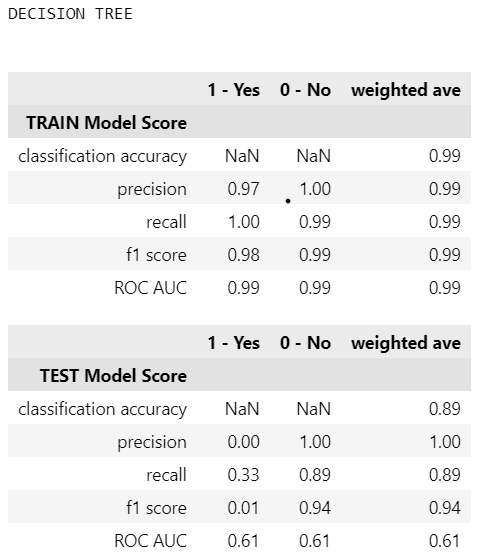 DECISION TREE
1 - Yes 0 - No weighted ave
TRAIN Model Score
classification accuracy NaN NaN 0.99
precision 0.97 1.00 0.99
recall 1.00 0.99 0.99
f1 score 0.98 0.99 0.99
ROC AUC 0.99 0.99 0.99
1 - Yes 0 - No weighted ave
TEST Model Score
classification accuracy NaN NaN 0.89
precision 0.00 1.00 1.00
recall 0.33 0.89 0.89
f1 score 0.01 0.94 0.94
ROC AUC 0.61 0.61 0.61